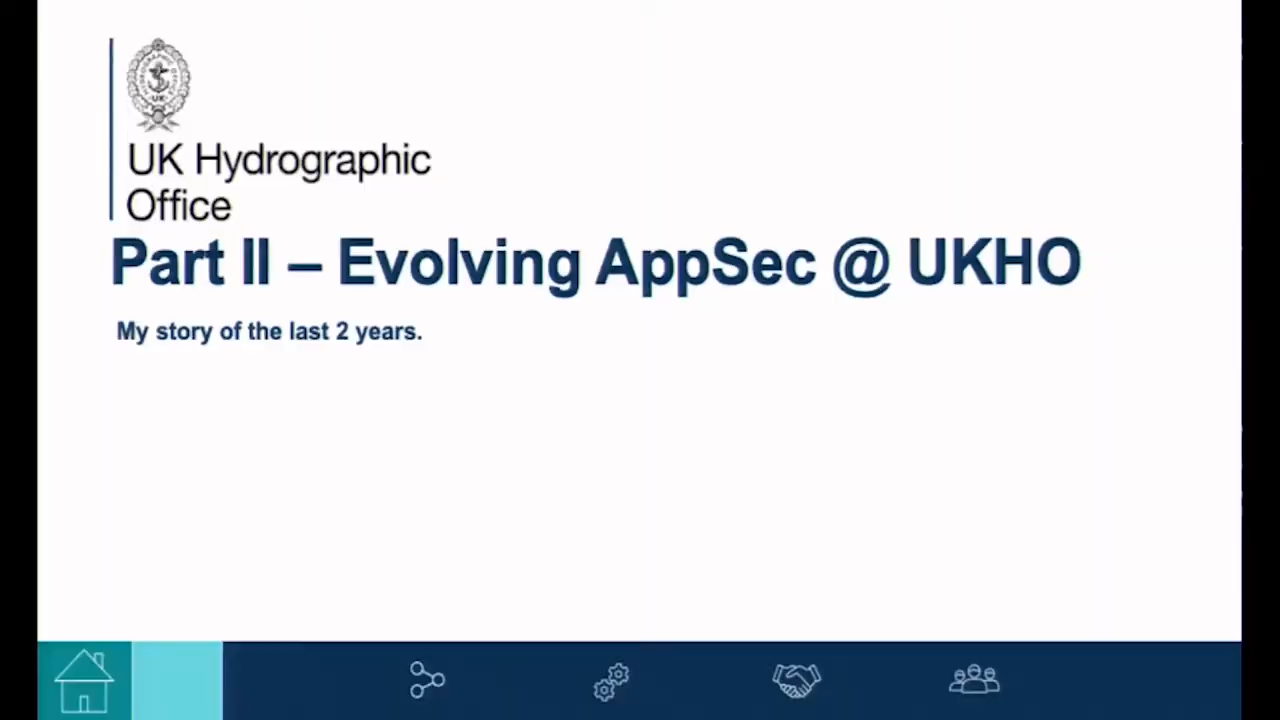 UK Hydrographic
Office
Part II – Evolving AppSec @ UKHO
My story of the last 2 years.